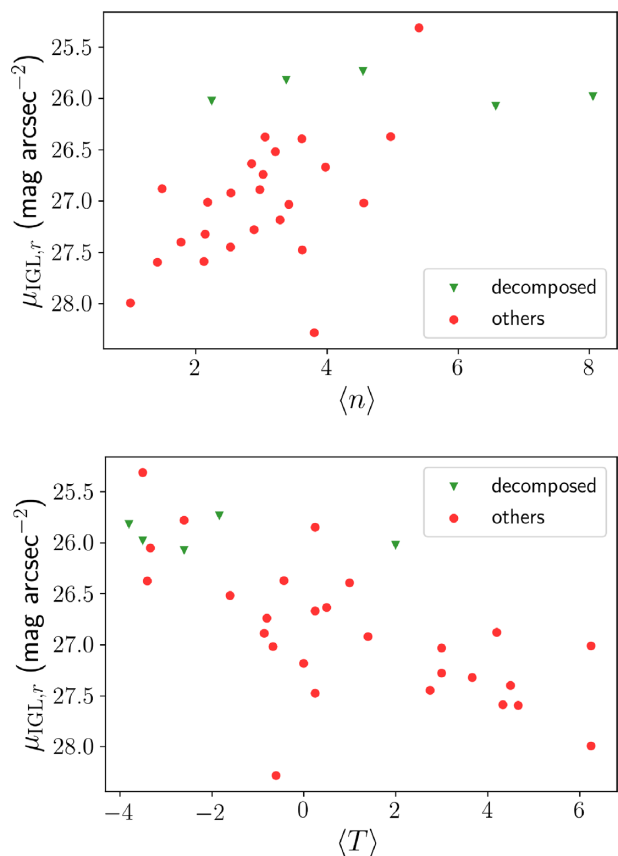 25.5
26.0
26.5
27.0
27.5
28.0
μIGL,r (mag arcsec−2)
decomposed
others
2 4 6 8
⟨n⟩
25.5
26.0
26.5
27.0
27.5
28.0
μIGL,r (mag arcsec−2)
decomposed
others
−4 −2 0 2 4 6
⟨T⟩